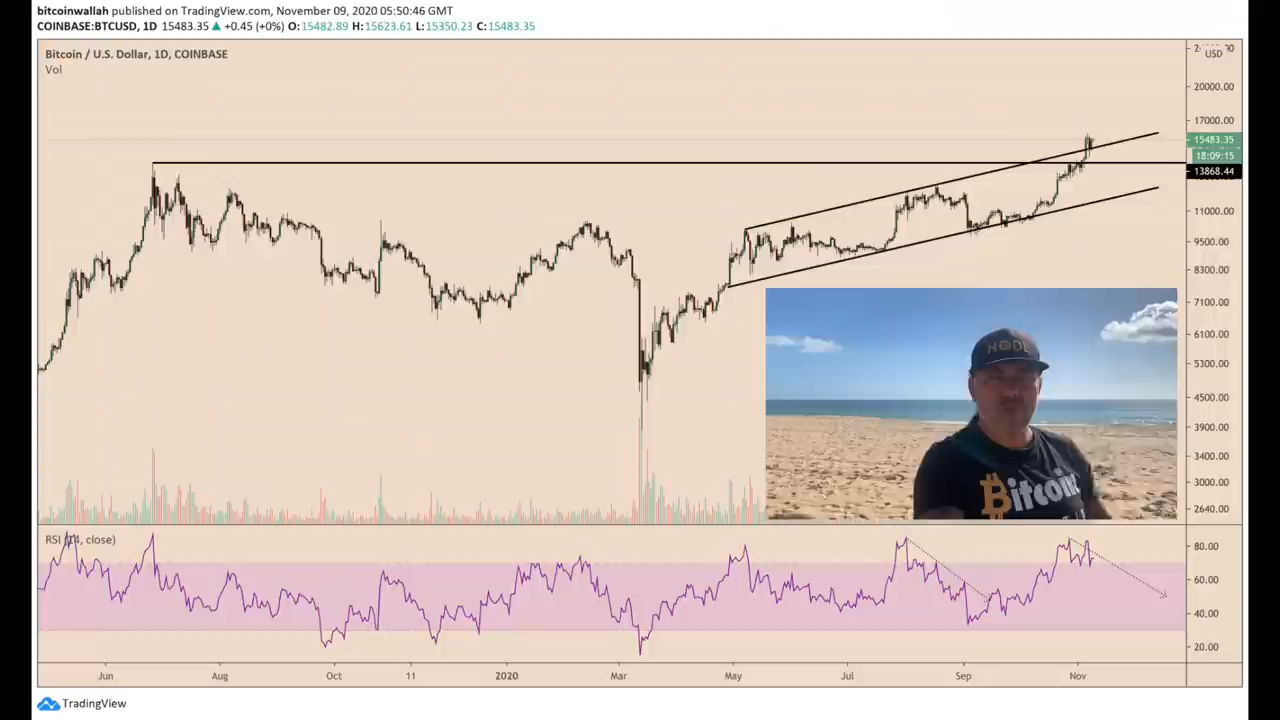 bitcoinwallah published on TradingView.com, November 09, 2020 05:50:46 GMT
COINBASE:BTCUSD, 1D 15483.35 ▲ +0.45 (+0%) O:15482.89 H:15623.61 L:15350.23 C:15483.35
Bitcoin / U.S. Dollar, 1D, COINBASE
Vol
USD
20000.00
17000.00
15483.35
18:09:15
13868.44
11000.00
9500.00
8300.00
7100.00
6100.00
5300.00
4500.00
3900.00
3400.00
3000.00
2640.00
HODL
Bitcoin
RSI (14, close)
80.00
60.00
40.00
20.00
Jun Aug Oct 11 2020 Mar May Jul Sep Nov
TradingView